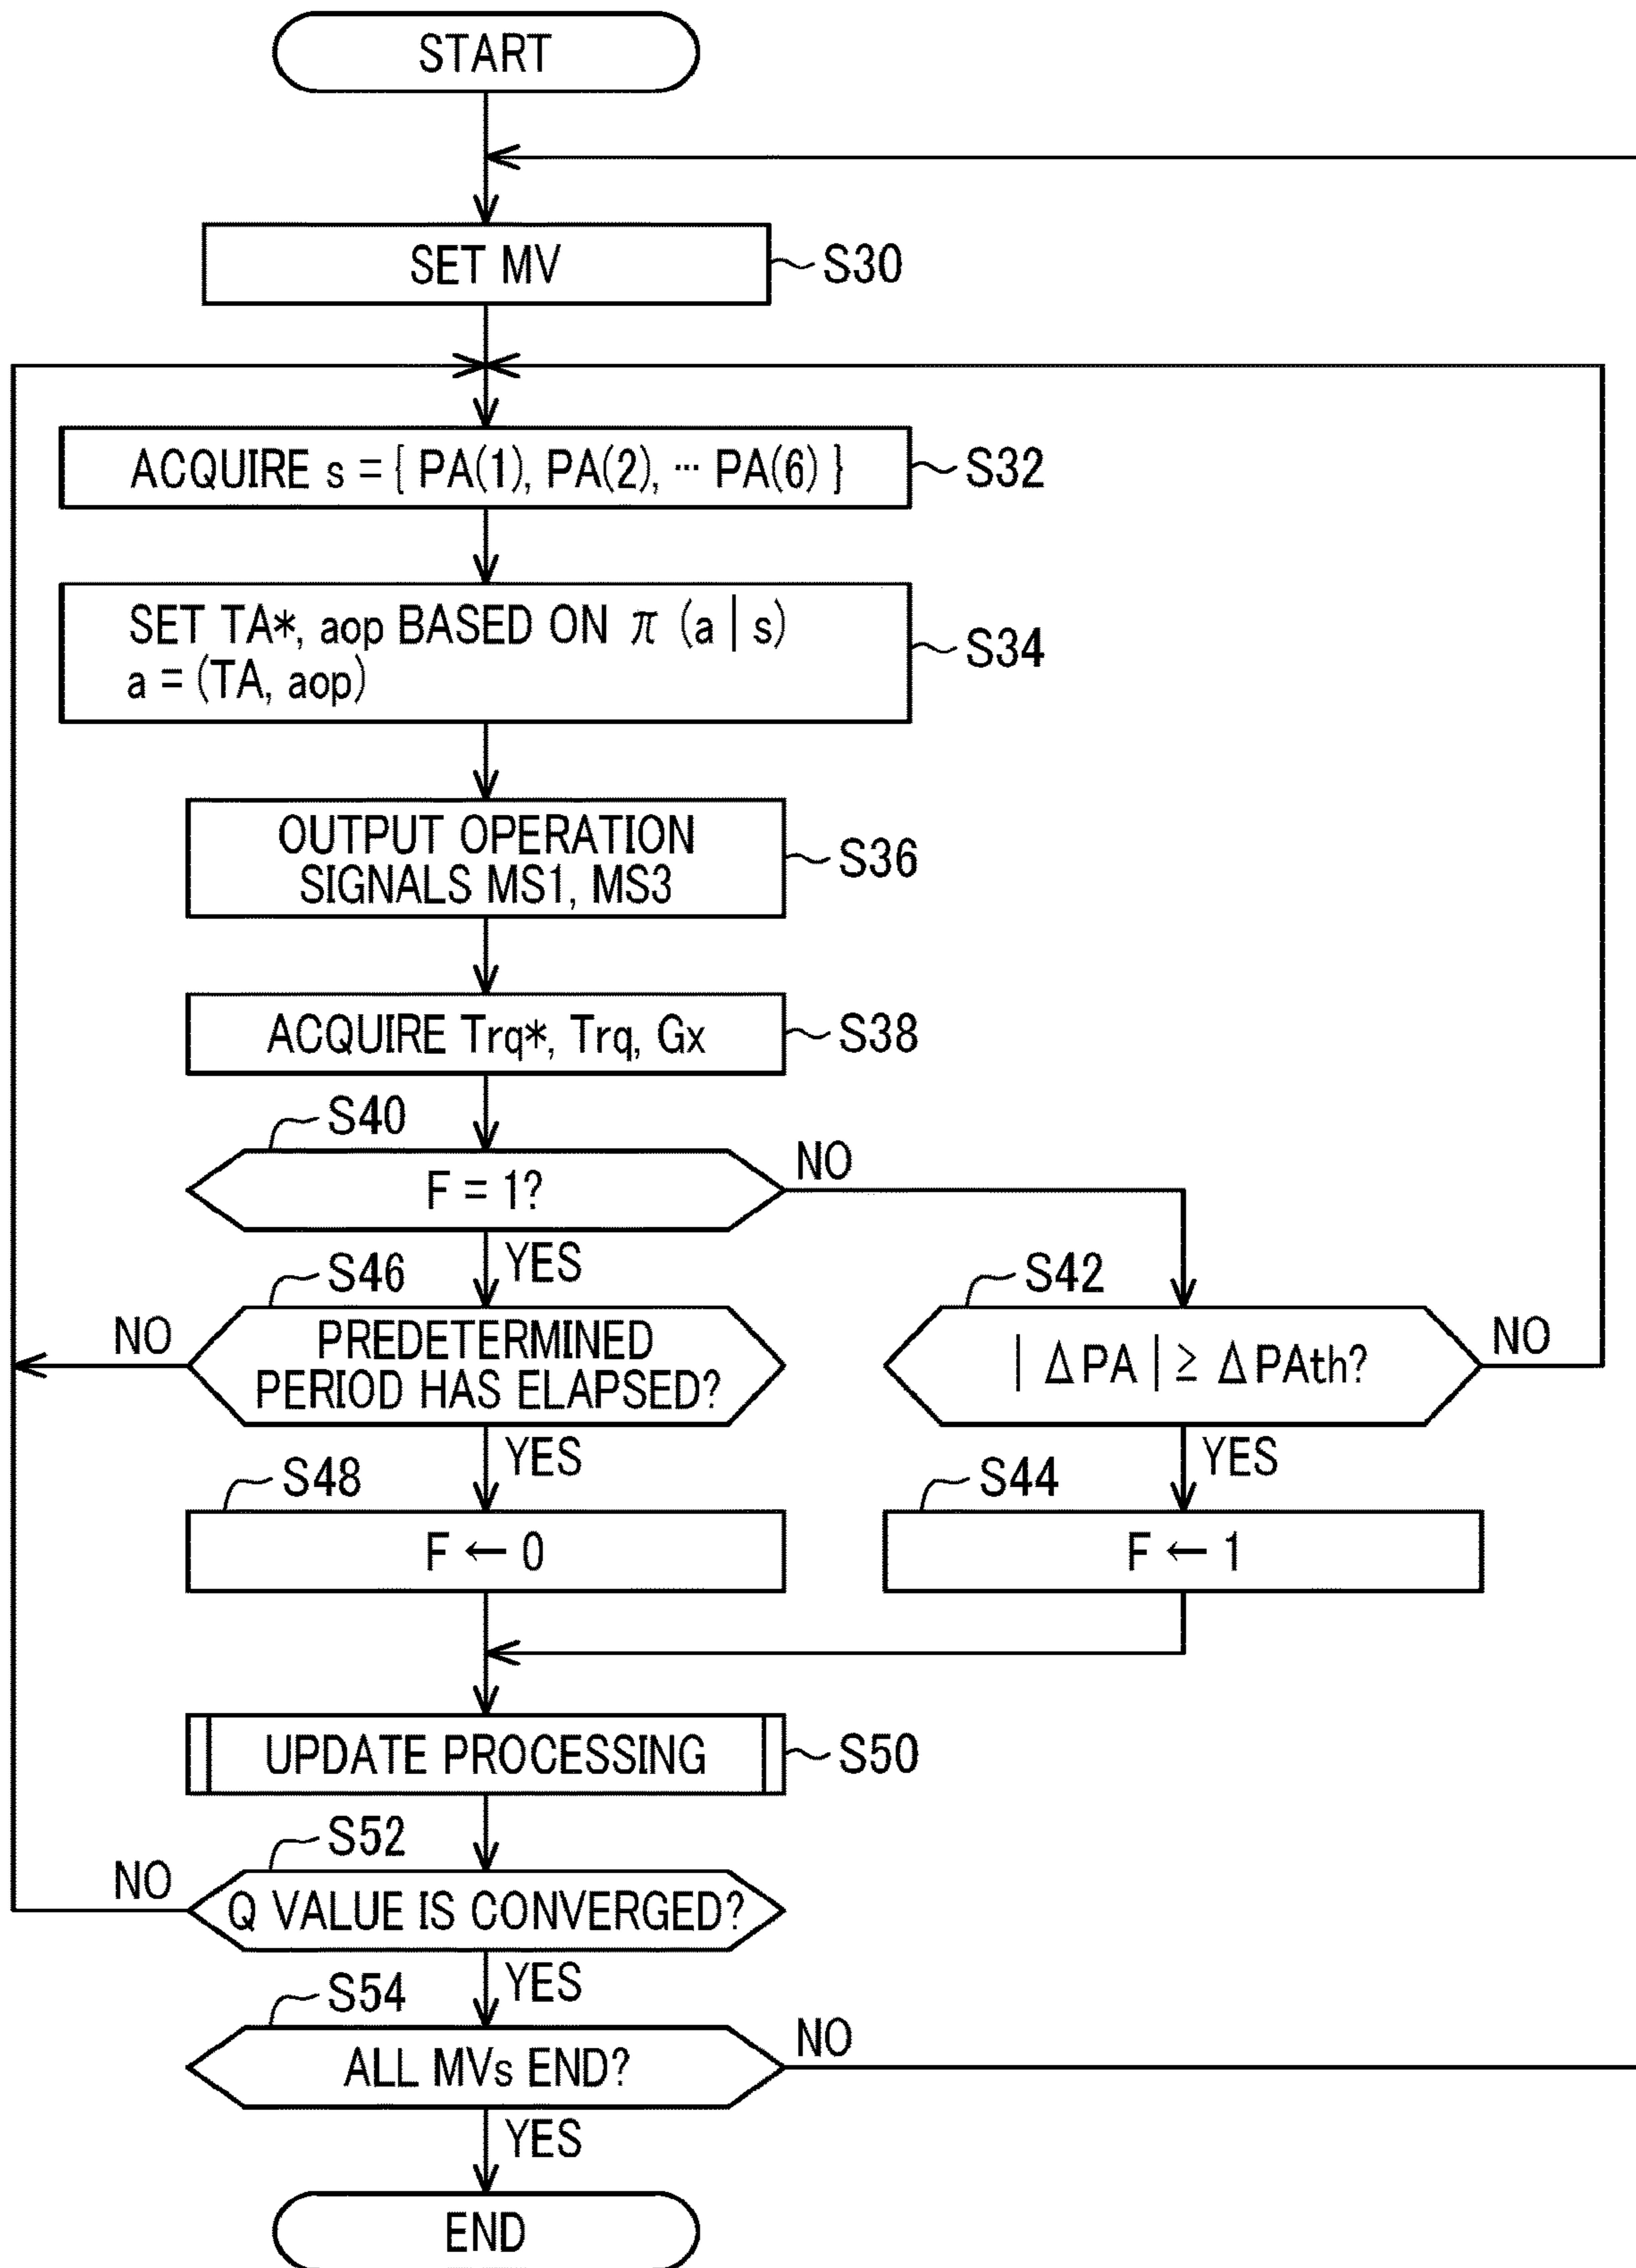 START
SET MV
S30
ACQUIRE s = { PA(1), PA(2), ··· PA(6) }
S32
SET TA*, aop BASED ON π (a | s)
a = (TA, aop)
S34
OUTPUT OPERATION
SIGNALS MS1, MS3
S36
ACQUIRE Trq*, Trq, Gx
S38
S40
F = 1?
NO
YES
S46
PREDETERMINED
PERIOD HAS ELAPSED?
NO
YES
S42
| ΔPA | ≥ ΔPAth?
NO
YES
S48
F ← 0
S44
F ← 1
UPDATE PROCESSING
S50
S52
Q VALUE IS CONVERGED?
NO
YES
S54
ALL MVs END?
NO
YES
END